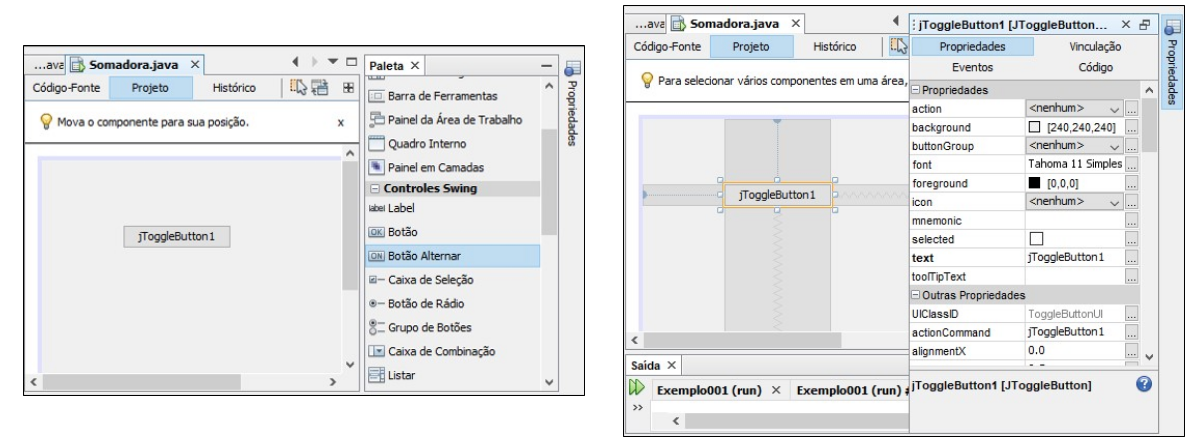 ...ava Somadora.java ×
Código-Fonte Projeto Histórico
Mova o componente para sua posição. x
jToggleButton1
Paleta ×
Barra de Ferramentas
Painel da Área de Trabalho
Quadro Interno
Painel em Camadas
Controles Swing
label Label
OK Botão
ON Botão Alternar
Caixa de Seleção
Botão de Rádio
Grupo de Botões
Caixa de Combinação
Listar
Propriedades
...ava Somadora.java ×
Código-Fonte Projeto Histórico
Para selecionar vários componentes em uma área,
jToggleButton1
Saída ×
Exemplo001 (run) × Exemplo001 (run) #
jToggleButton1 [JToggleButton... ×
Propriedades Vinculação
Eventos Código
Propriedades
action <nenhum> ...
background [240,240,240] ...
buttonGroup <nenhum> ...
font Tahoma 11 Simples ...
foreground [0,0,0] ...
icon <nenhum> ...
mnemonic ...
selected ...
text jToggleButton1 ...
toolTipText ...
Outras Propriedades
UIClassID ToggleButtonUI ...
actionCommand jToggleButton1 ...
alignmentX 0.0 ...
jToggleButton1 [JToggleButton]
Propriedades